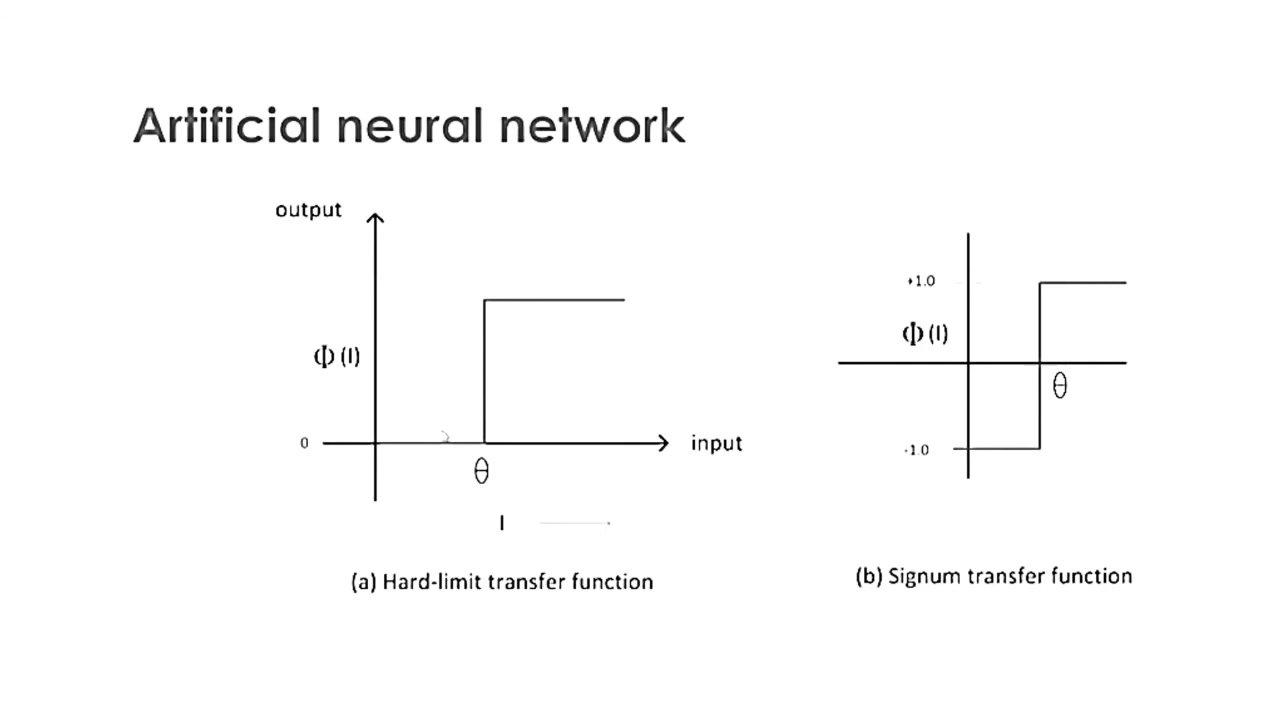 Artificial neural network
output
Φ (I)
0
input
θ
I
(a) Hard-limit transfer function
+1.0
Φ (I)
θ
-1.0
(b) Signum transfer function